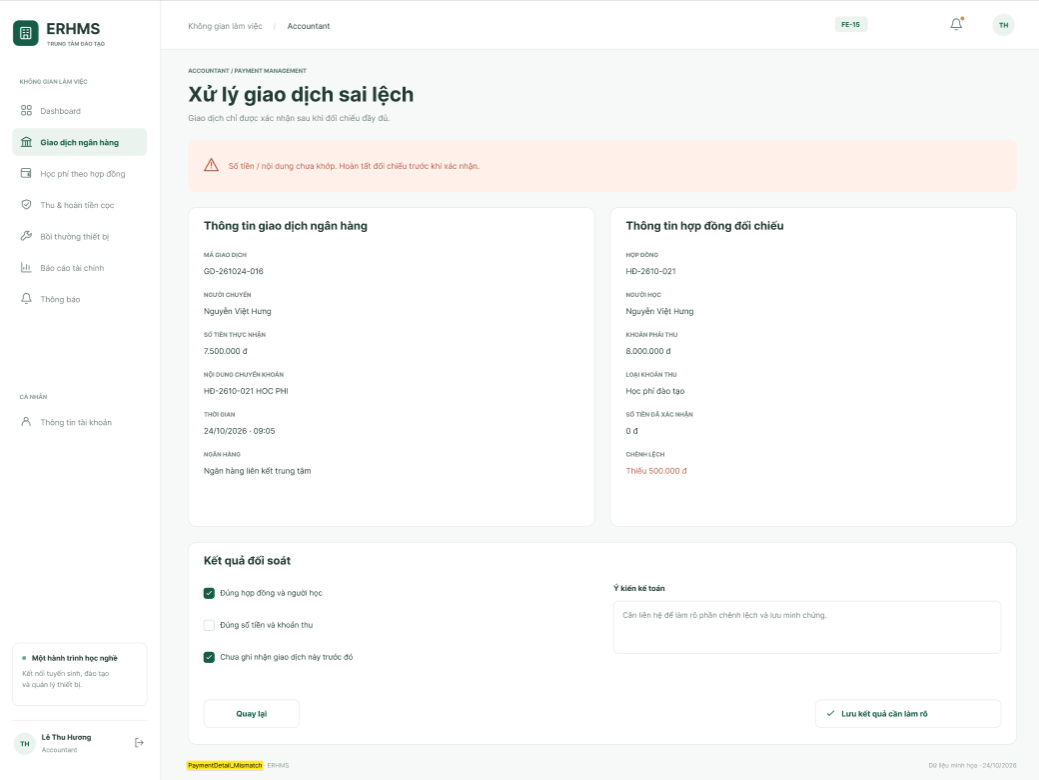 ERHMS
TRUNG TÂM ĐÀO TẠO
KHÔNG GIAN LÀM VIỆC
Dashboard
Giao dịch ngân hàng
Học phí theo hợp đồng
Thu & hoàn tiền cọc
Bồi thường thiết bị
Báo cáo tài chính
Thông báo
CÁ NHÂN
Thông tin tài khoản
Một hành trình học nghề
Kết nối tuyển sinh, đào tạo
và quản lý thiết bị.
TH
Lê Thu Hương
Accountant
Không gian làm việc / Accountant
FE-15
TH
ACCOUNTANT / PAYMENT MANAGEMENT
Xử lý giao dịch sai lệch
Giao dịch chỉ được xác nhận sau khi đối chiếu đầy đủ.
Số tiền / nội dung chưa khớp. Hoàn tất đối chiếu trước khi xác nhận.
Thông tin giao dịch ngân hàng
MÃ GIAO DỊCH
GD-261024-016
NGƯỜI CHUYỂN
Nguyễn Việt Hưng
SỐ TIỀN THỰC NHẬN
7.500.000 đ
NỘI DUNG CHUYỂN KHOẢN
HĐ-2610-021 HOC PHI
THỜI GIAN
24/10/2026 · 09:05
NGÂN HÀNG
Ngân hàng liên kết trung tâm
Thông tin hợp đồng đối chiếu
HỢP ĐỒNG
HĐ-2610-021
NGƯỜI HỌC
Nguyễn Việt Hưng
KHOẢN PHẢI THU
8.000.000 đ
LOẠI KHOẢN THU
Học phí đào tạo
SỐ TIỀN ĐÃ XÁC NHẬN
0 đ
CHÊNH LỆCH
Thiếu 500.000 đ
Kết quả đối soát
Đúng hợp đồng và người học
Đúng số tiền và khoản thu
Chưa ghi nhận giao dịch này trước đó
Ý kiến kế toán
Cần liên hệ để làm rõ phần chênh lệch và lưu minh chứng.
Quay lại
Lưu kết quả cần làm rõ
PaymentDetail_Mismatch · ERHMS
Dữ liệu minh họa · 24/10/2026